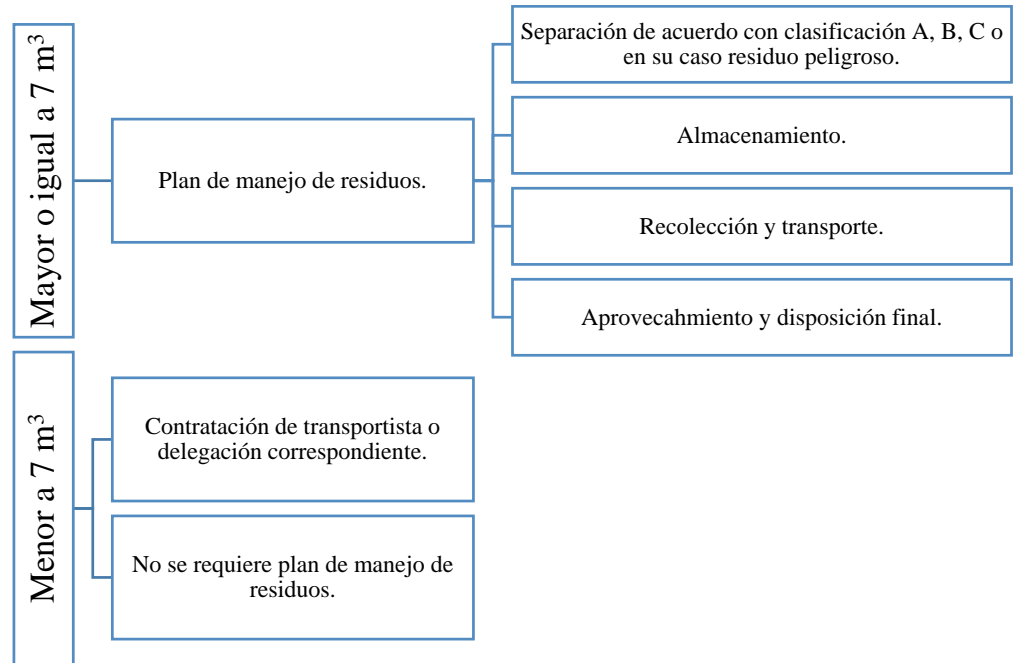 Mayor o igual a 7 m³
Plan de manejo de residuos.
Separación de acuerdo con clasificación A, B, C o
en su caso residuo peligroso.
Almacenamiento.
Recolección y transporte.
Aprovecahmiento y disposición final.
Menor a 7 m³
Contratación de transportista o
delegación correspondiente.
No se requiere plan de manejo de
residuos.